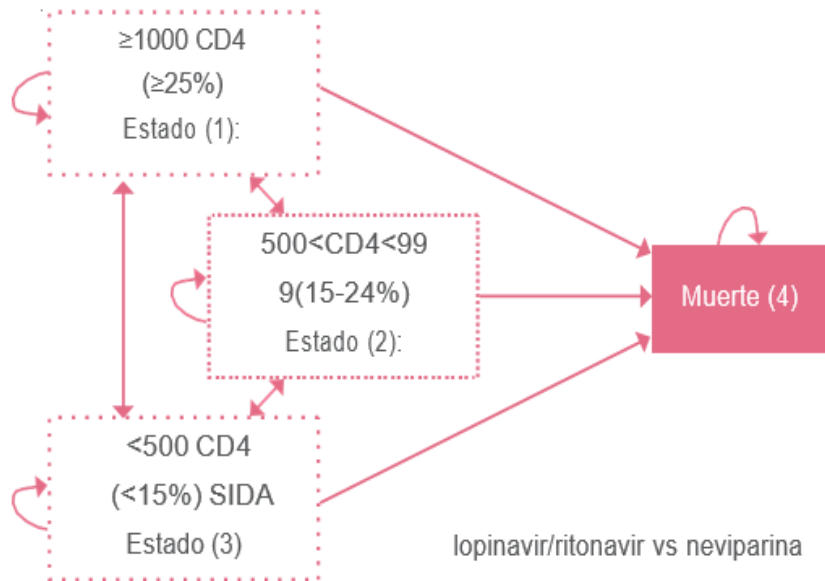 ≥1000 CD4
(≥25%)
Estado (1):
500<CD4<99
9(15-24%)
Estado (2):
Muerte (4)
<500 CD4
(<15%) SIDA
Estado (3)
lopinavir/ritonavir vs neviparina